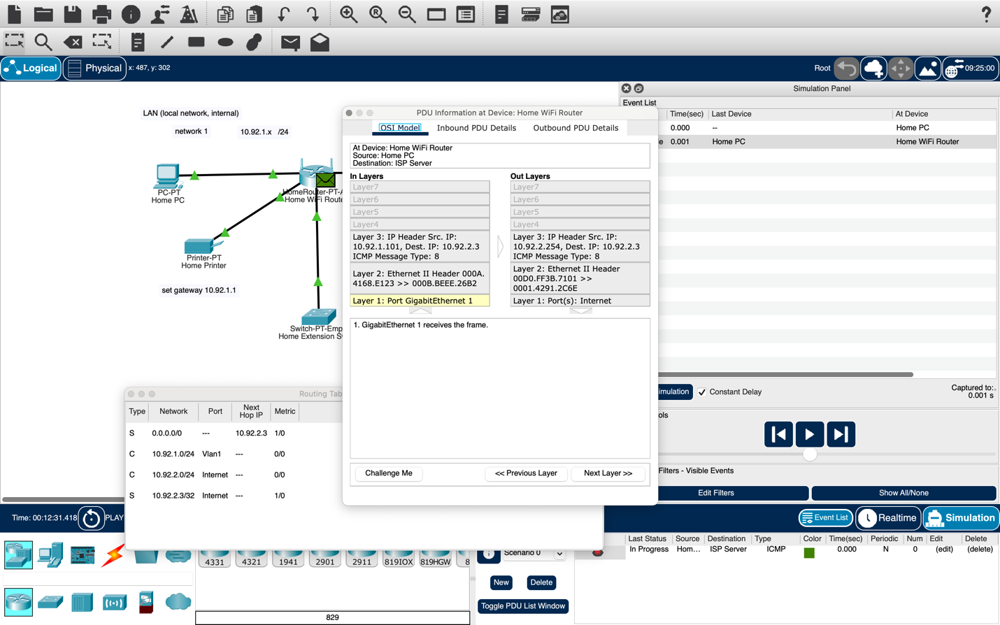 ?
Logical
Physical
x: 487, y: 302
Root
09:25:00
LAN (local network, internal)
network 1
10.92.1.x /24
PC-PT
Home PC
HomeRouter-PT-A
Home WiFi Route
Printer-PT
Home Printer
set gateway 10.92.1.1
Switch-PT-Emp
Home Extension S
PDU Information at Device: Home WiFi Router
OSI Model
Inbound PDU Details
Outbound PDU Details
At Device: Home WiFi Router
Source: Home PC
Destination: ISP Server
In Layers
Layer7
Layer6
Layer5
Layer4
Layer 3: IP Header Src. IP:
10.92.1.101, Dest. IP: 10.92.2.3
ICMP Message Type: 8
Layer 2: Ethernet II Header 000A.
4168.E123 >> 000B.BEEE.26B2
Layer 1: Port GigabitEthernet 1
Out Layers
Layer7
Layer6
Layer5
Layer4
Layer 3: IP Header Src. IP:
10.92.2.254, Dest. IP: 10.92.2.3
ICMP Message Type: 8
Layer 2: Ethernet II Header
00D0.FF3B.7101 >>
0001.4291.2C6E
Layer 1: Port(s): Internet
1. GigabitEthernet 1 receives the frame.
Challenge Me
<< Previous Layer
Next Layer >>
Simulation Panel
Event List
Time(sec) Last Device At Device
0.000 -- Home PC
e 0.001 Home PC Home WiFi Router
imulation
Constant Delay
Captured to:
0.001 s
ols
Filters - Visible Events
Edit Filters
Show All/None
Routing Tab
Type Network Port Next Hop IP Metric
S 0.0.0.0/0 --- 10.92.2.3 1/0
C 10.92.1.0/24 Vlan1 --- 0/0
C 10.92.2.0/24 Internet --- 0/0
S 10.92.2.3/32 Internet --- 1/0
Time: 00:12:31.418
PLAY
Event List
Realtime
Simulation
4331
4321
1941
2901
2911
819IOX
819HGW
8
829
Scenario 0
New
Delete
Toggle PDU List Window
Last Status Source Destination Type Color Time(sec) Periodic Num Edit Delete
In Progress Hom... ISP Server ICMP 0.000 N 0 (edit) (delete)